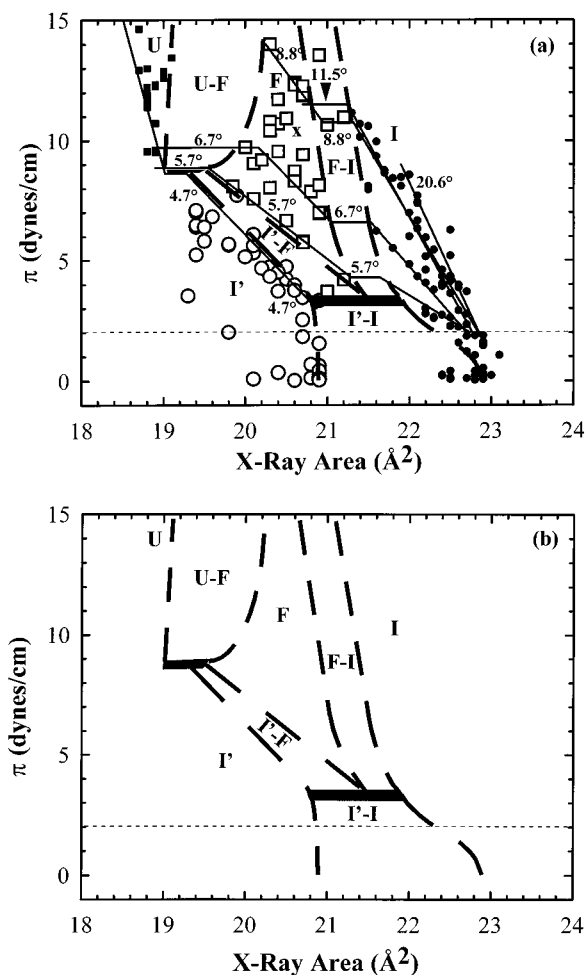 15
U
(a)
8.8°
F
11.5°
U-F
I
x
10
6.7°
8.8°
5.7°
F-I
20.6°
π (dynes/cm)
4.7°
5.7°
6.7°
5
I'-F
I'
5.7°
4.7°
I'-I
0
18 19 20 21 22 23 24
X-Ray Area (Å²)
15
U
(b)
U-F
F
I
10
F-I
π (dynes/cm)
I'-F
I'
5
I'-I
0
18 19 20 21 22 23 24
X-Ray Area (Å²)